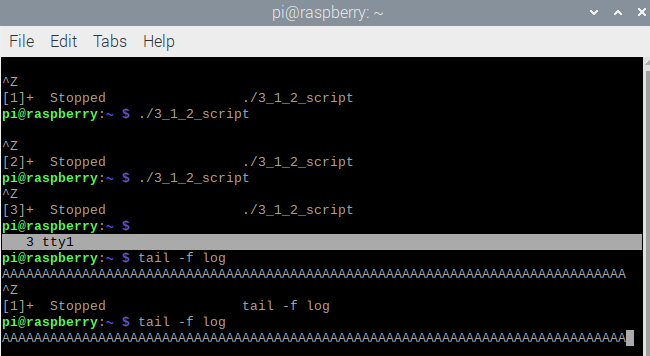 pi@raspberry: ~
File Edit Tabs Help
^Z
[1]+  Stopped                 ./3_1_2_script
pi@raspberry:~ $ ./3_1_2_script
^Z
[2]+  Stopped                 ./3_1_2_script
pi@raspberry:~ $ ./3_1_2_script
^Z
[3]+  Stopped                 ./3_1_2_script
pi@raspberry:~ $
   3 tty1
pi@raspberry:~ $ tail -f log
AAAAAAAAAAAAAAAAAAAAAAAAAAAAAAAAAAAAAAAAAAAAAAAAAAAAAAAAAAAAAAAAAAAAAAAAAAAAAA
^Z
[1]+  Stopped                 tail -f log
pi@raspberry:~ $ tail -f log
AAAAAAAAAAAAAAAAAAAAAAAAAAAAAAAAAAAAAAAAAAAAAAAAAAAAAAAAAAAAAAAAAAAAAAAAAAAAAA